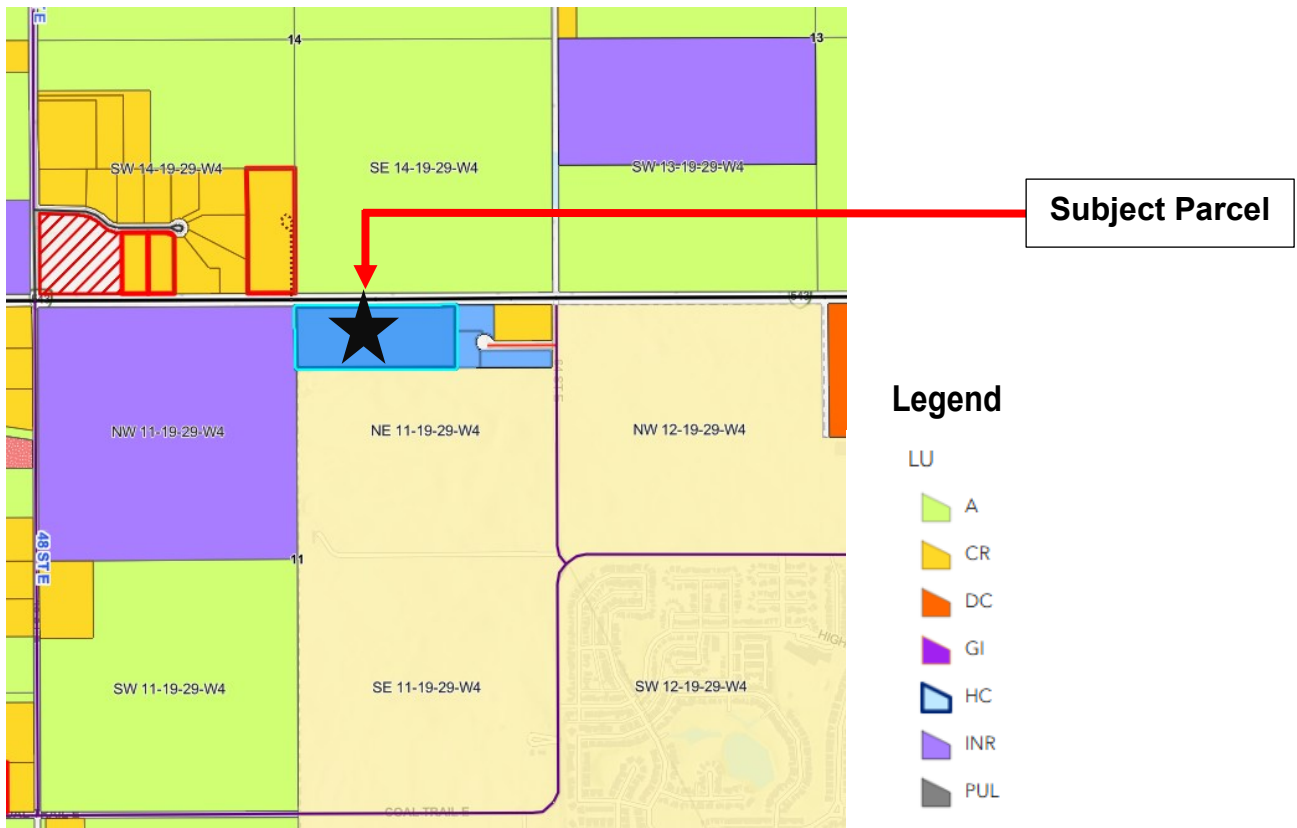 14
13
SW 14-19-29-W4
SE 14-19-29-W4
SW 13-19-29-W4
Subject Parcel
543
NW 11-19-29-W4
NE 11-19-29-W4
NW 12-19-29-W4
Legend
LU
A
CR
DC
GI
HC
INR
PUL
48 ST E
11
SW 11-19-29-W4
SE 11-19-29-W4
SW 12-19-29-W4
HIGH
COAL TRAIL E